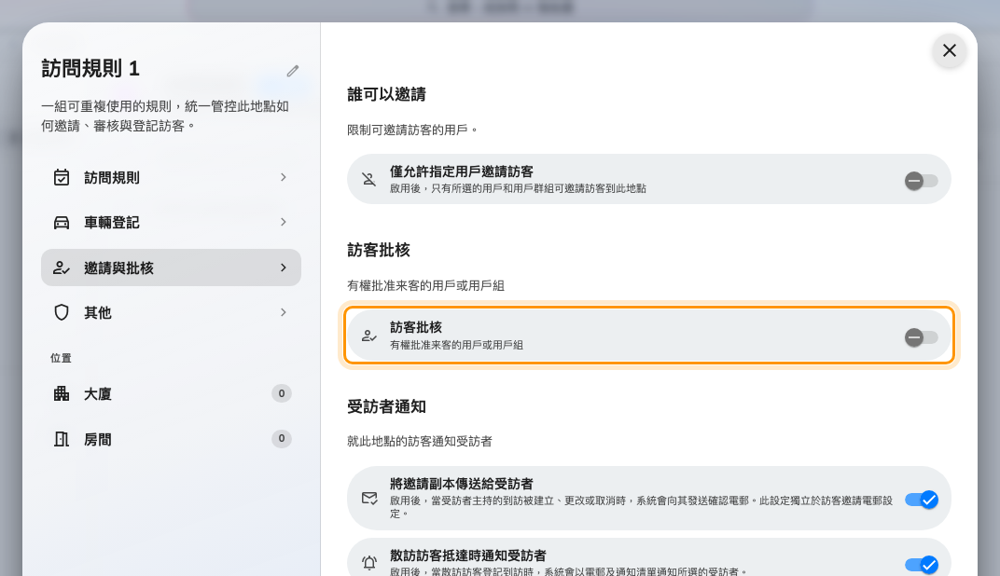 訪問規則 1
一組可重複使用的規則，統一管控此地點如
何邀請、審核與登記訪客。
訪問規則
車輛登記
邀請與批核
其他
位置
大廈
0
房間
0
誰可以邀請
限制可邀請訪客的用戶。
僅允許指定用戶邀請訪客
啟用後，只有所選的用戶和用戶群組可邀請訪客到此地點
訪客批核
有權批准来客的用戶或用戶組
訪客批核
有權批准来客的用戶或用戶組
受訪者通知
就此地點的訪客通知受訪者
將邀請副本傳送給受訪者
啟用後，當受訪者主持的到訪被建立、更改或取消時，系統會向其發送確認電郵。此設定獨立於訪客邀請電郵設
定。
散訪訪客抵達時通知受訪者
啟用後，當散訪訪客登記到訪時，系統會以電郵及通知清單通知所選的受訪者。